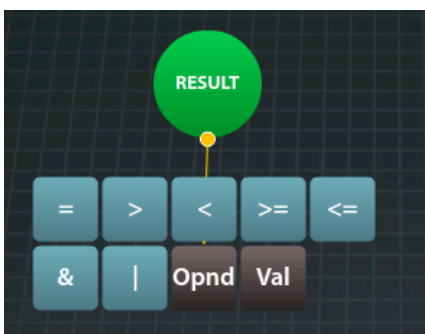 RESULT
= > < >= <=
& | Opnd Val